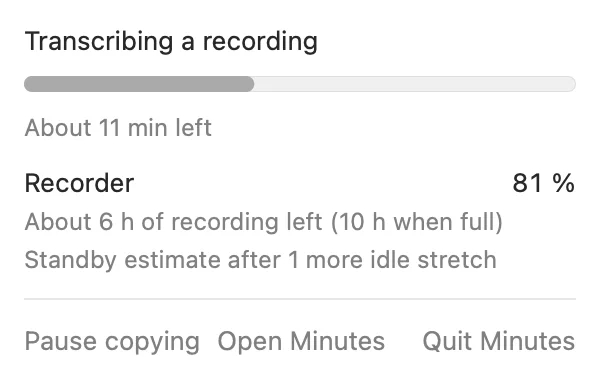 Transcribing a recording
About 11 min left
Recorder 81 %
About 6 h of recording left (10 h when full)
Standby estimate after 1 more idle stretch
Pause copying Open Minutes Quit Minutes